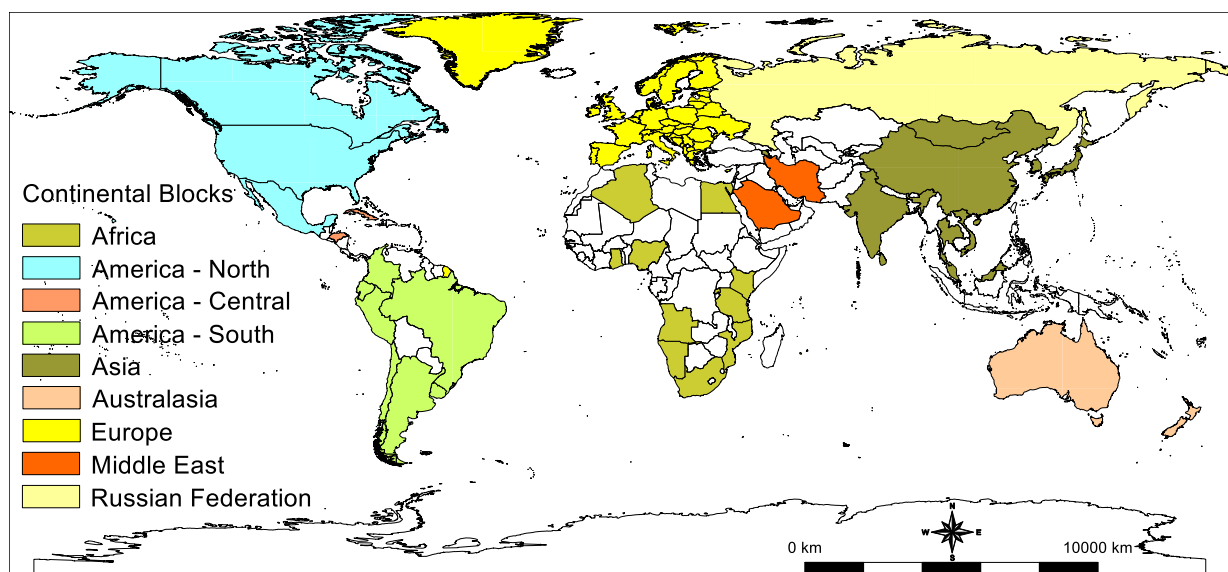 Continental Blocks
Africa
America - North
America - Central
America - South
Asia
Australasia
Europe
Middle East
Russian Federation
N
W E
S
0 km 10000 km